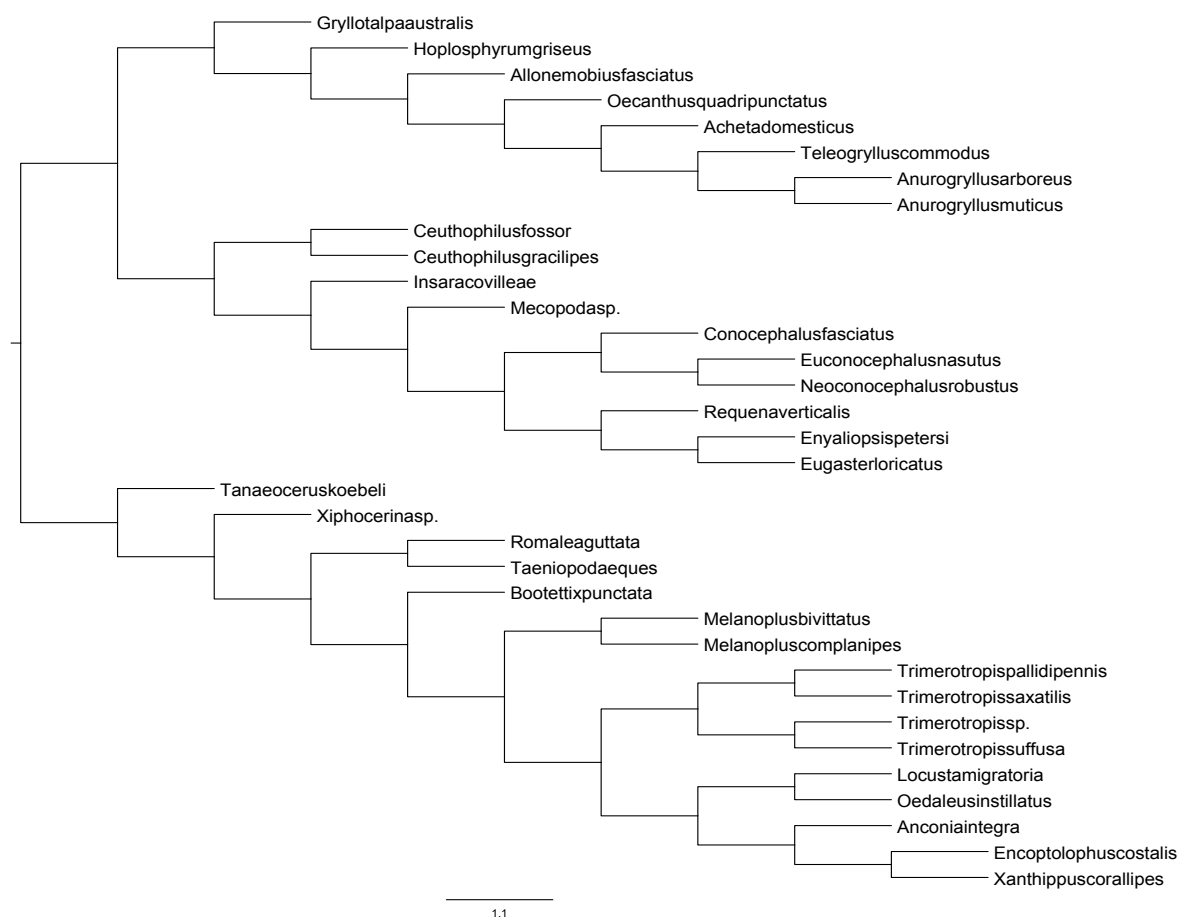 Gryllotalpaaustralis
Hoplosphyrumgriseus
Allonemobiusfasciatus
Oecanthusquadripunctatus
Achetadomesticus
Teleogrylluscommodus
Anurogryllusarboreus
Anurogryllusmuticus
Ceuthophilusfossor
Ceuthophilusgracilipes
Insaracovilleae
Mecopodasp.
Conocephalusfasciatus
Euconocephalusnasutus
Neoconocephalusrobustus
Requenaverticalis
Enyaliopsispetersi
Eugasterloricatus
Tanaeoceruskoebeli
Xiphocerinasp.
Romaleaguttata
Taeniopodaeques
Bootettixpunctata
Melanoplusbivittatus
Melanopluscomplanipes
Trimerotropispallidipennis
Trimerotropissaxatilis
Trimerotropissp.
Trimerotropissuffusa
Locustamigratoria
Oedaleusinstillatus
Anconiaintegra
Encoptolophuscostalis
Xanthippuscorallipes
1.1